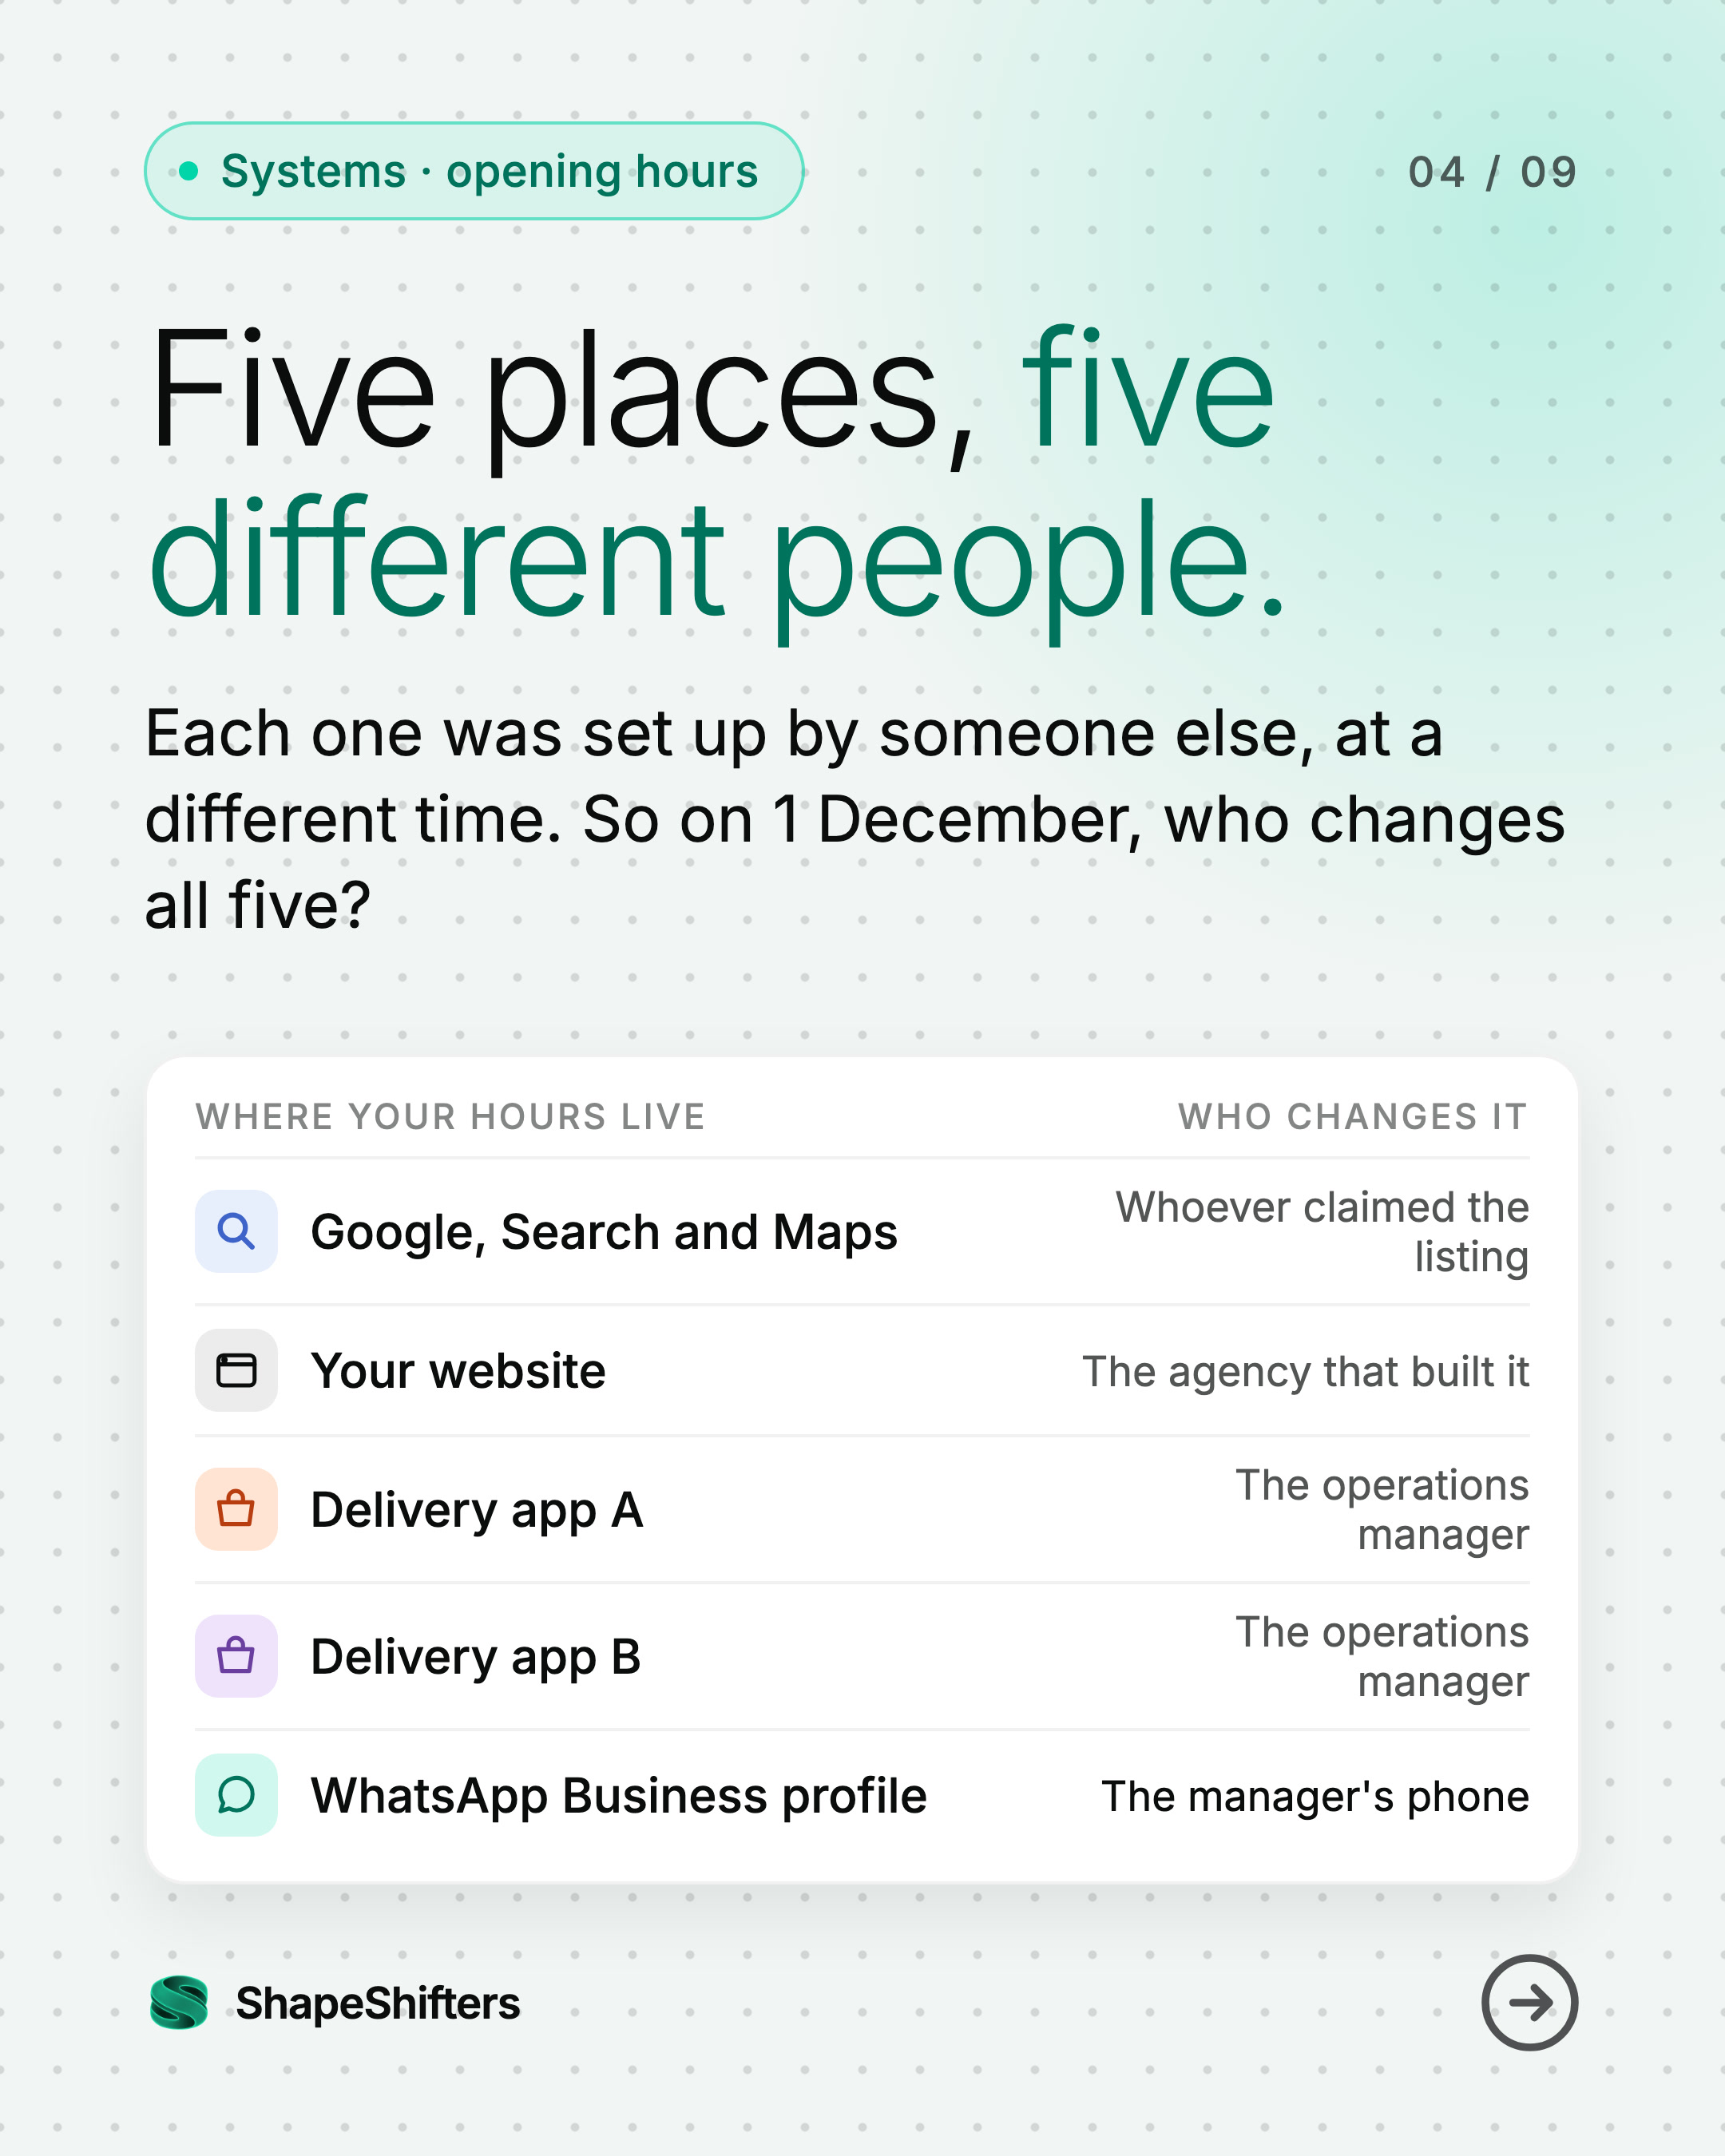 Systems · opening hours
04 / 09
Five places, five
different people.
Each one was set up by someone else, at a
different time. So on 1 December, who changes
all five?
WHERE YOUR HOURS LIVE
WHO CHANGES IT
Google, Search and Maps
Whoever claimed the
listing
Your website
The agency that built it
Delivery app A
The operations
manager
Delivery app B
The operations
manager
WhatsApp Business profile
The manager's phone
ShapeShifters